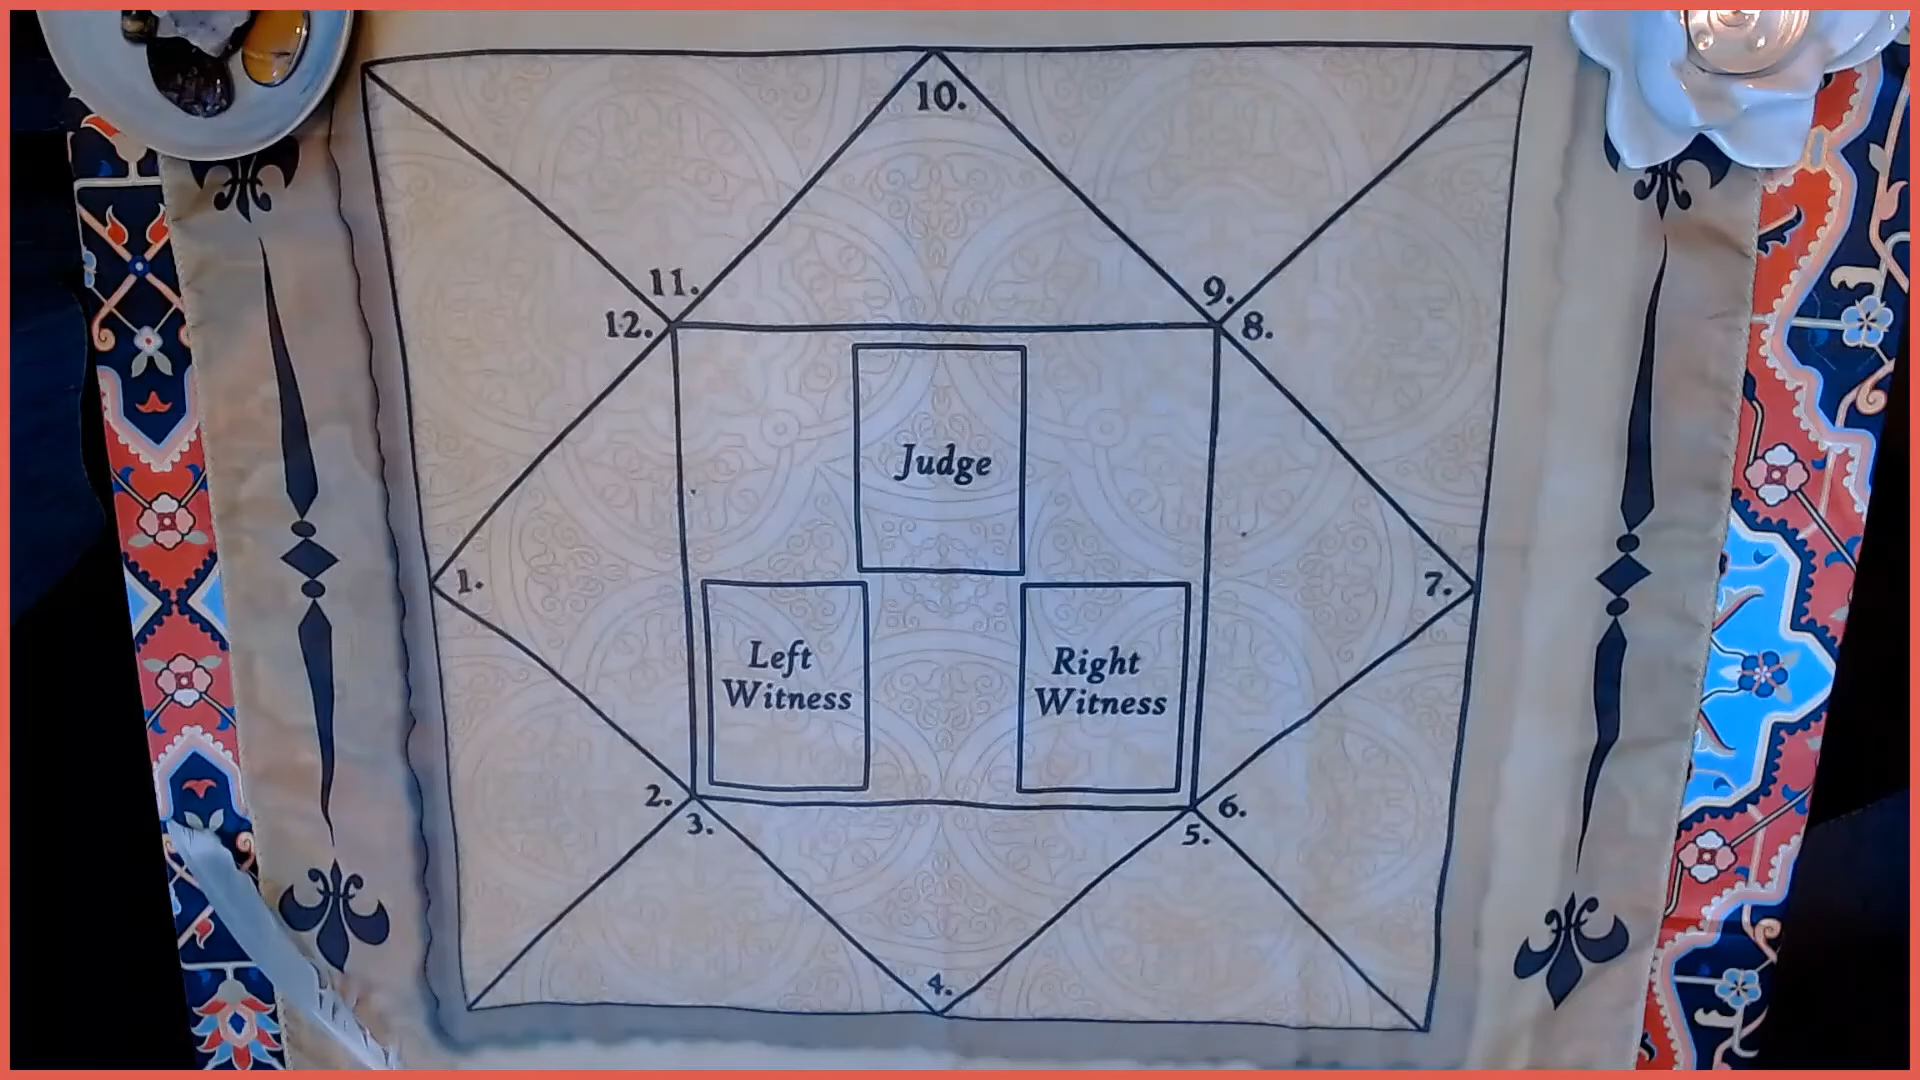 10.
11.
9.
12.
8.
Judge
1.
7.
Left
Witness
Right
Witness
2.
6.
3.
5.
4.